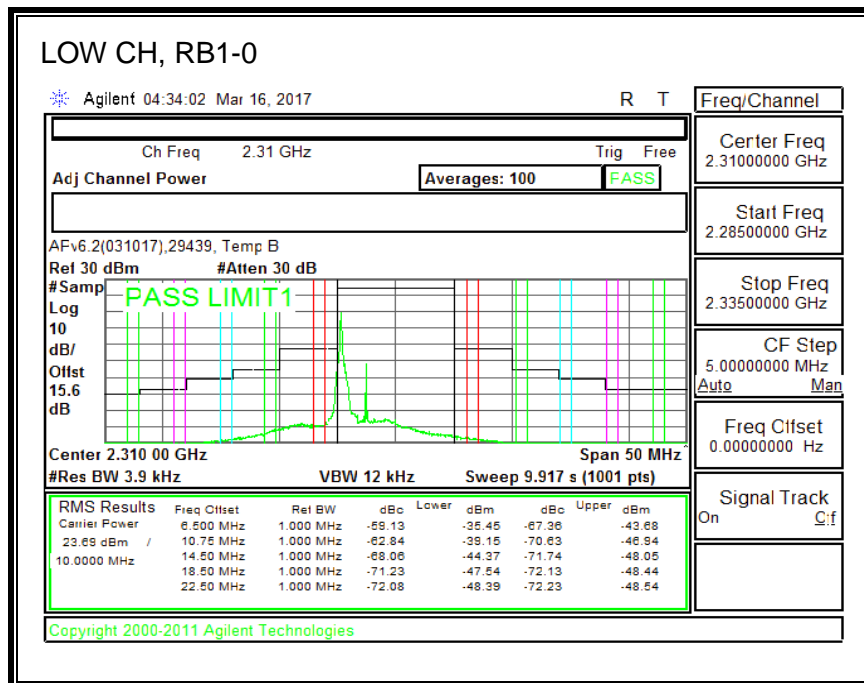 LOW CH, RB1-0
Agilent 04:34:02 Mar 16, 2017 R T
Freq/Channel
Ch Freq 2.31 GHz Trig Free
Adj Channel Power Averages: 100 PASS
Center Freq
2.31000000 GHz
Start Freq
2.28500000 GHz
Stop Freq
2.33500000 GHz
CF Step
5.00000000 MHz
Auto Man
Freq Offset
0.00000000 Hz
Signal Track
On Off
AFv6.2(031017),29439, Temp B
Ref 30 dBm #Atten 30 dB
#Samp
Log
10
dB/
Offst
15.6
dB
PASS LIMIT1
Center 2.310 00 GHz Span 50 MHz
#Res BW 3.9 kHz VBW 12 kHz Sweep 9.917 s (1001 pts)
RMS Results Freq Offset Ref BW dBc Lower dBm dBc Upper dBm
Carrier Power 6.500 MHz 1.000 MHz -59.13 -35.45 -67.36 -43.68
23.69 dBm / 10.75 MHz 1.000 MHz -62.84 -39.15 -70.63 -46.94
10.0000 MHz 14.50 MHz 1.000 MHz -68.06 -44.37 -71.74 -48.05
18.50 MHz 1.000 MHz -71.23 -47.54 -72.13 -48.44
22.50 MHz 1.000 MHz -72.08 -48.39 -72.23 -48.54
Copyright 2000-2011 Agilent Technologies